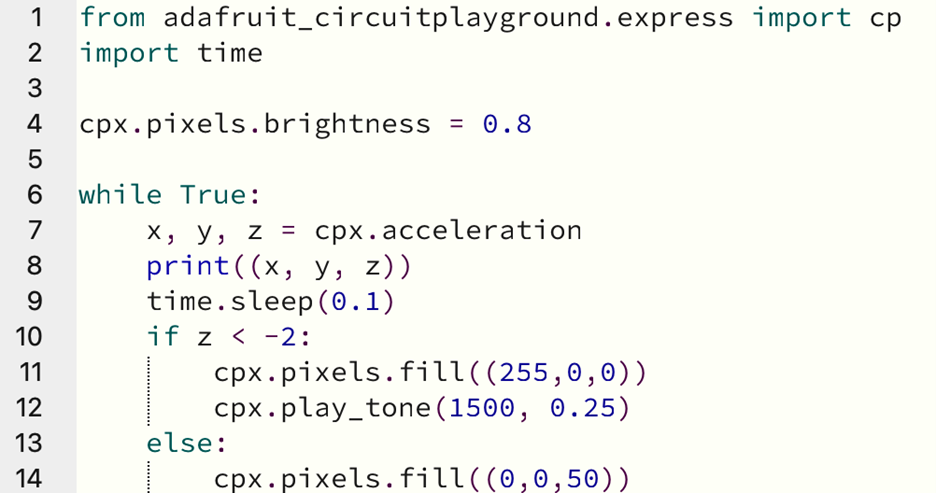 1 from adafruit_circuitplayground.express import cp
2 import time
3
4 cpx.pixels.brightness = 0.8
5
6 while True:
7     x, y, z = cpx.acceleration
8     print((x, y, z))
9     time.sleep(0.1)
10     if z < -2:
11         cpx.pixels.fill((255,0,0))
12         cpx.play_tone(1500, 0.25)
13     else:
14         cpx.pixels.fill((0,0,50))